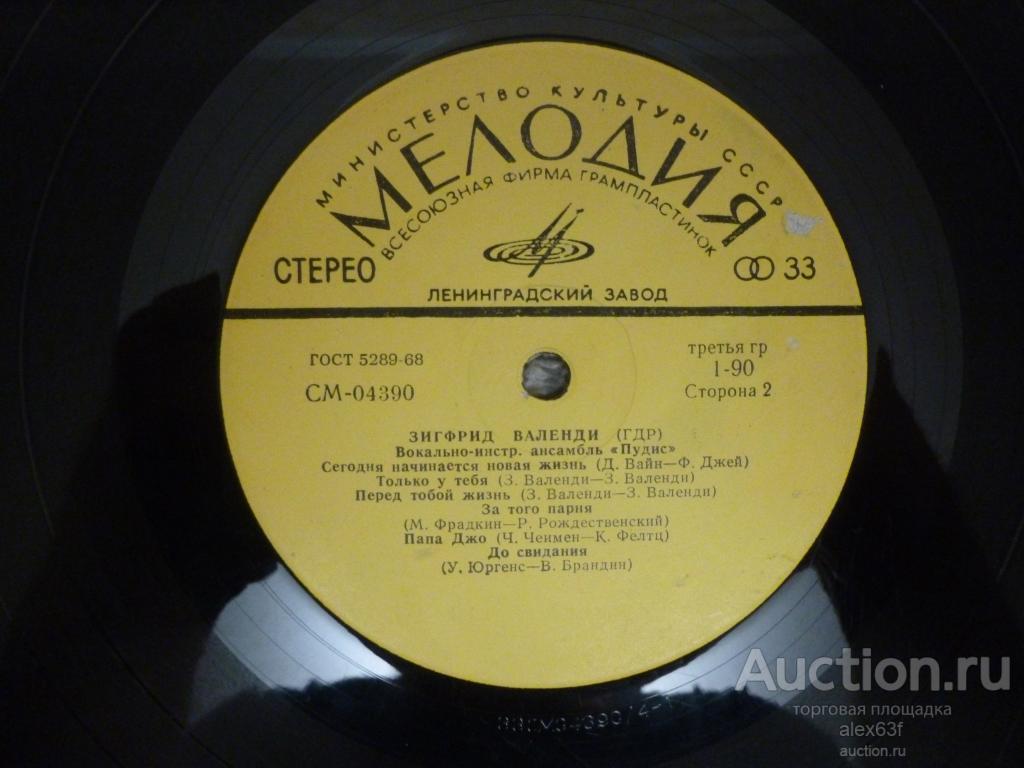 МИНИСТЕРСТВО КУЛЬТУРЫ СССР
МЕЛОДИЯ
ВСЕСОЮЗНАЯ ФИРМА ГРАМПЛАСТИНОК
СТЕРЕО
33
ЛЕНИНГРАДСКИЙ ЗАВОД
ГОСТ 5289-68
СМ-04390
третья гр
1-90
Сторона 2
ЗИГФРИД ВАЛЕНДИ (ГДР)
Вокально-инстр. ансамбль «Пудис»
Сегодня начинается новая жизнь (Д. Вайн—Ф. Джей)
Только у тебя (З. Валенди—З. Валенди)
Перед тобой жизнь (З. Валенди—З. Валенди)
За того парня
(М. Фрадкин—Р. Рождественский)
Папа Джо (Ч. Чеимен—К. Фелтц)
До свидания
(У. Юргенс—В. Брандин)
Auction.ru
торговая площадка
alex63f
auction.ru